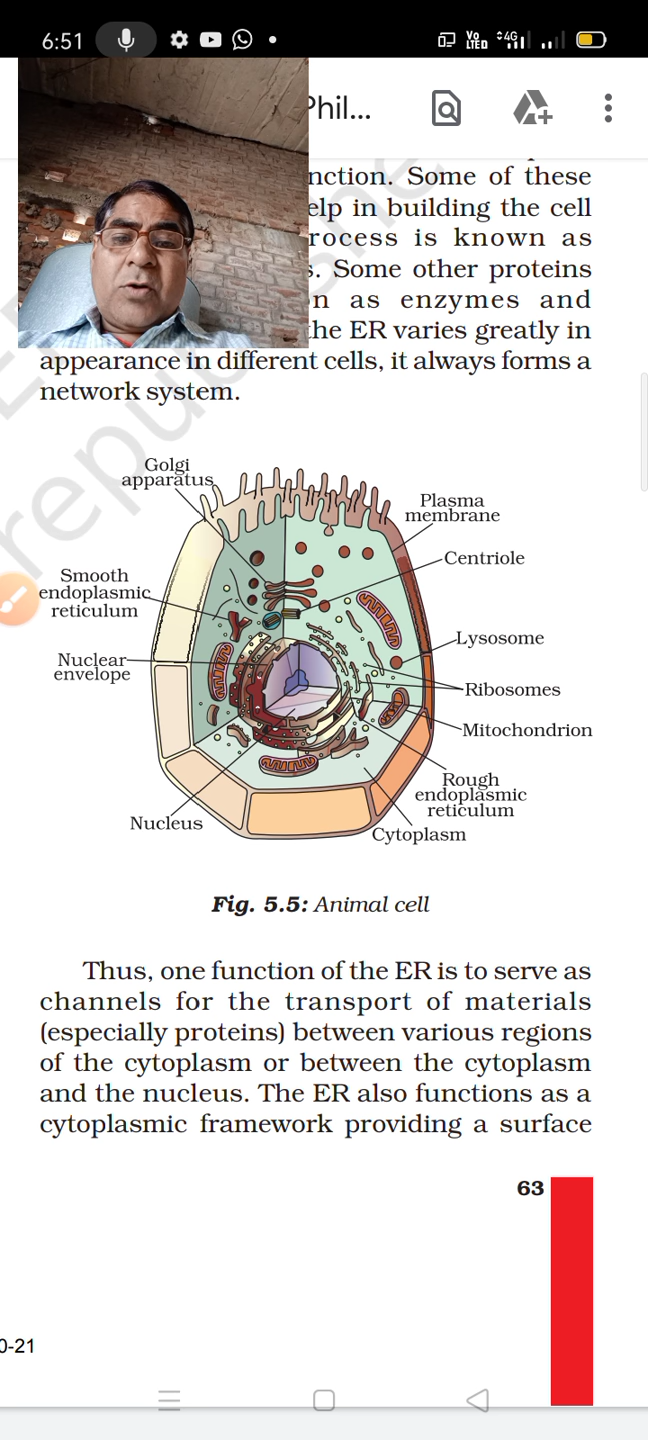 6:51
Vo
LTED
4G
Phil...
nction. Some of these
elp in building the cell
rocess is known as
s. Some other proteins
on as enzymes and
the ER varies greatly in
appearance in different cells, it always forms a
network system.
Golgi
apparatus
Plasma
membrane
Centriole
Smooth
endoplasmic
reticulum
Lysosome
Nuclear
envelope
Ribosomes
Mitochondrion
Rough
endoplasmic
reticulum
Nucleus
Cytoplasm
Fig. 5.5: Animal cell
Thus, one function of the ER is to serve as
channels for the transport of materials
(especially proteins) between various regions
of the cytoplasm or between the cytoplasm
and the nucleus. The ER also functions as a
cytoplasmic framework providing a surface
63
0-21
republishe